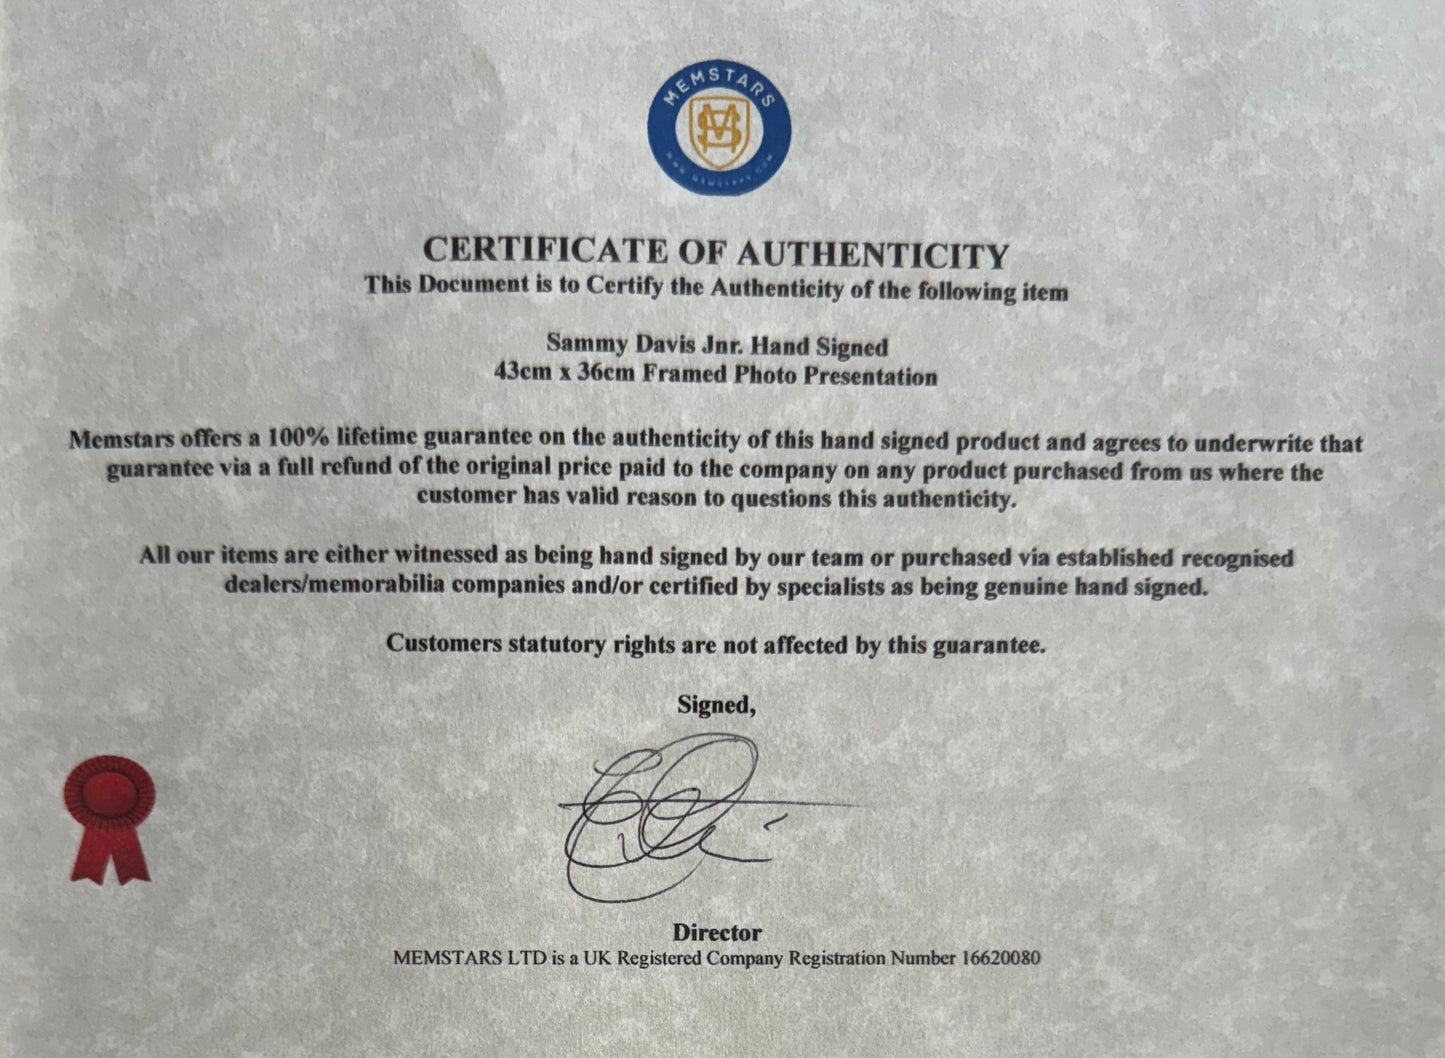 MEMSTARS
CERTIFICATE OF AUTHENTICITY
This Document is to Certify the Authenticity of the following item
Sammy Davis Jnr. Hand Signed
43cm x 36cm Framed Photo Presentation
Memstars offers a 100% lifetime guarantee on the authenticity of this hand signed product and agrees to underwrite that
guarantee via a full refund of the original price paid to the company on any product purchased from us where the
customer has valid reason to questions this authenticity.
All our items are either witnessed as being hand signed by our team or purchased via established recognised
dealers/memorabilia companies and/or certified by specialists as being genuine hand signed.
Customers statutory rights are not affected by this guarantee.
Signed,
Director
MEMSTARS LTD is a UK Registered Company Registration Number 16620080